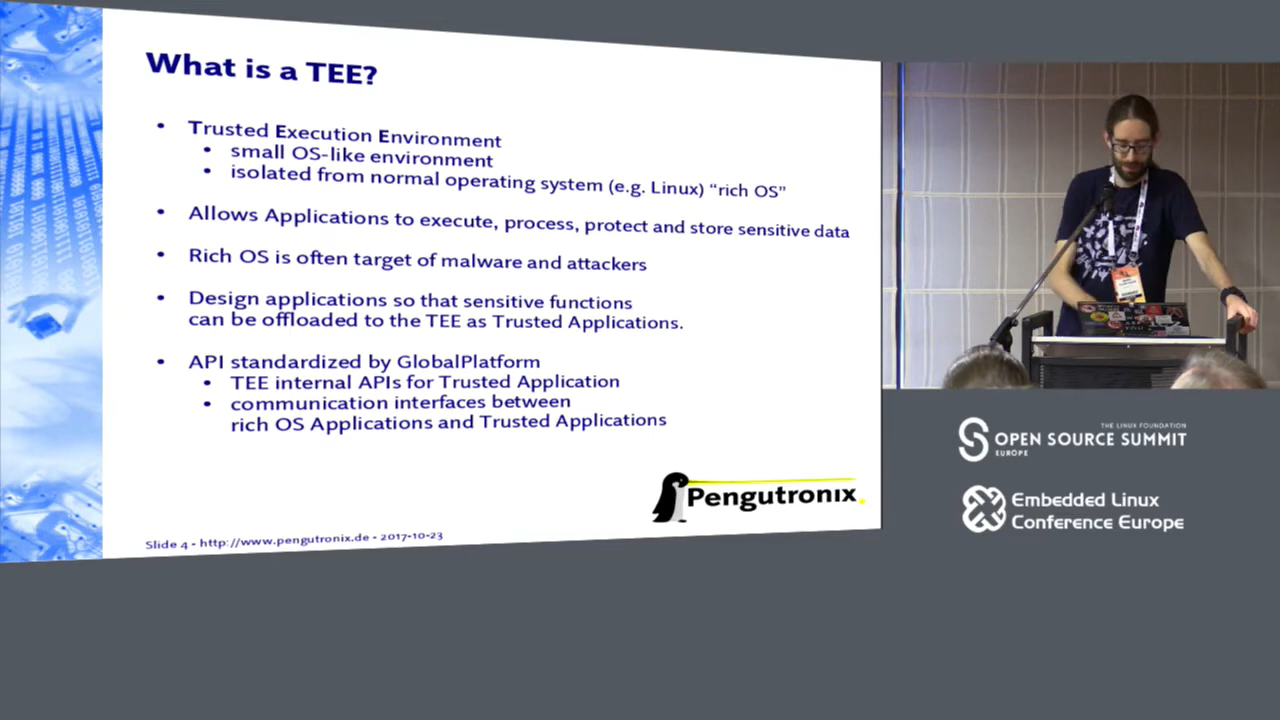 What is a TEE?
• Trusted Execution Environment
• small OS-like environment
• isolated from normal operating system (e.g. Linux) “rich OS”
• Allows Applications to execute, process, protect and store sensitive data
• Rich OS is often target of malware and attackers
• Design applications so that sensitive functions
can be offloaded to the TEE as Trusted Applications.
• API standardized by GlobalPlatform
• TEE internal APIs for Trusted Application
• communication interfaces between
rich OS Applications and Trusted Applications
Pengutronix
Slide 4 - http://www.pengutronix.de - 2017-10-23
THE LINUX FOUNDATION
OPEN SOURCE SUMMIT
EUROPE
Embedded Linux
Conference Europe